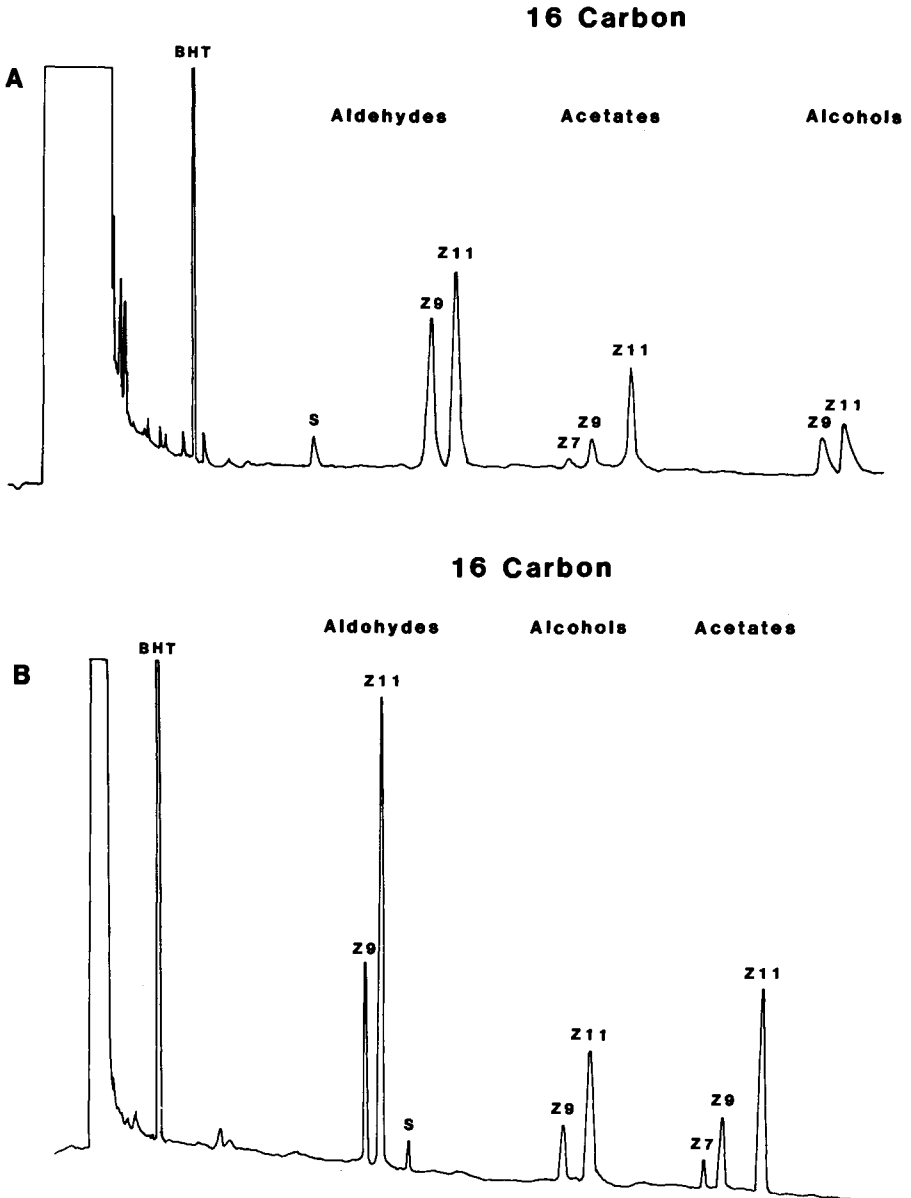 16 Carbon
A
BHT
Aldehydes
Acetates
Alcohols
Z11
Z9
S
Z11
Z9
Z7
Z11
Z9
16 Carbon
Aldohydes
Alcohols
Acetates
B
BHT
Z11
Z9
S
Z11
Z9
Z11
Z9
Z7